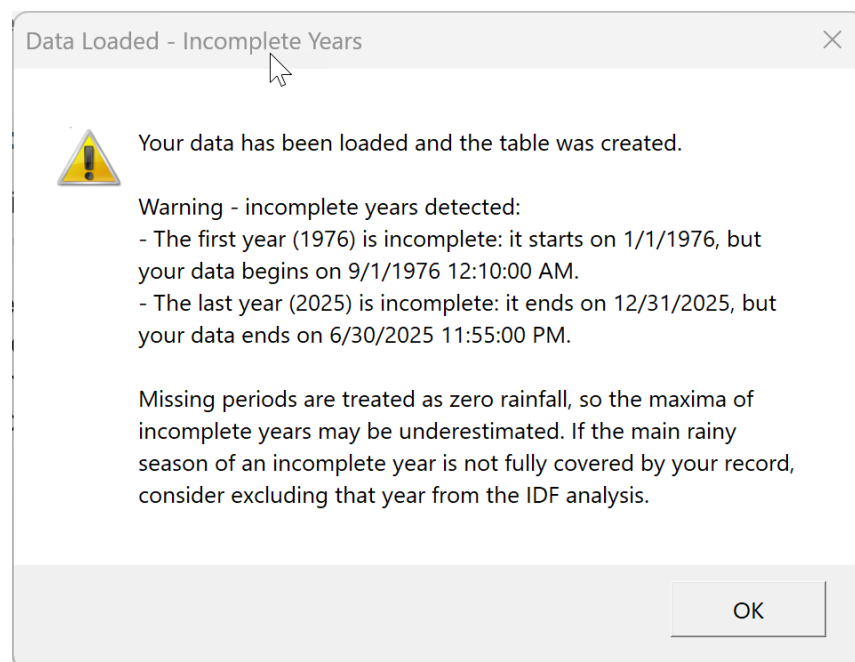 Data Loaded - Incomplete Years
Your data has been loaded and the table was created.
Warning - incomplete years detected:
- The first year (1976) is incomplete: it starts on 1/1/1976, but
your data begins on 9/1/1976 12:10:00 AM.
- The last year (2025) is incomplete: it ends on 12/31/2025, but
your data ends on 6/30/2025 11:55:00 PM.
Missing periods are treated as zero rainfall, so the maxima of
incomplete years may be underestimated. If the main rainy
season of an incomplete year is not fully covered by your record,
consider excluding that year from the IDF analysis.
OK